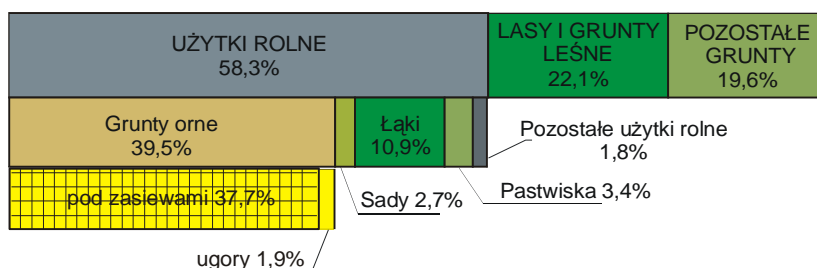 UŻYTKI ROLNE
58,3%
LASY I GRUNTY
LEŚNE
22,1%
POZOSTAŁE
GRUNTY
19,6%
Grunty orne
39,5%
Łąki
10,9%
Pozostałe użytki rolne
1,8%
pod zasiewami 37,7%
Sady 2,7%
Pastwiska 3,4%
ugory 1,9%